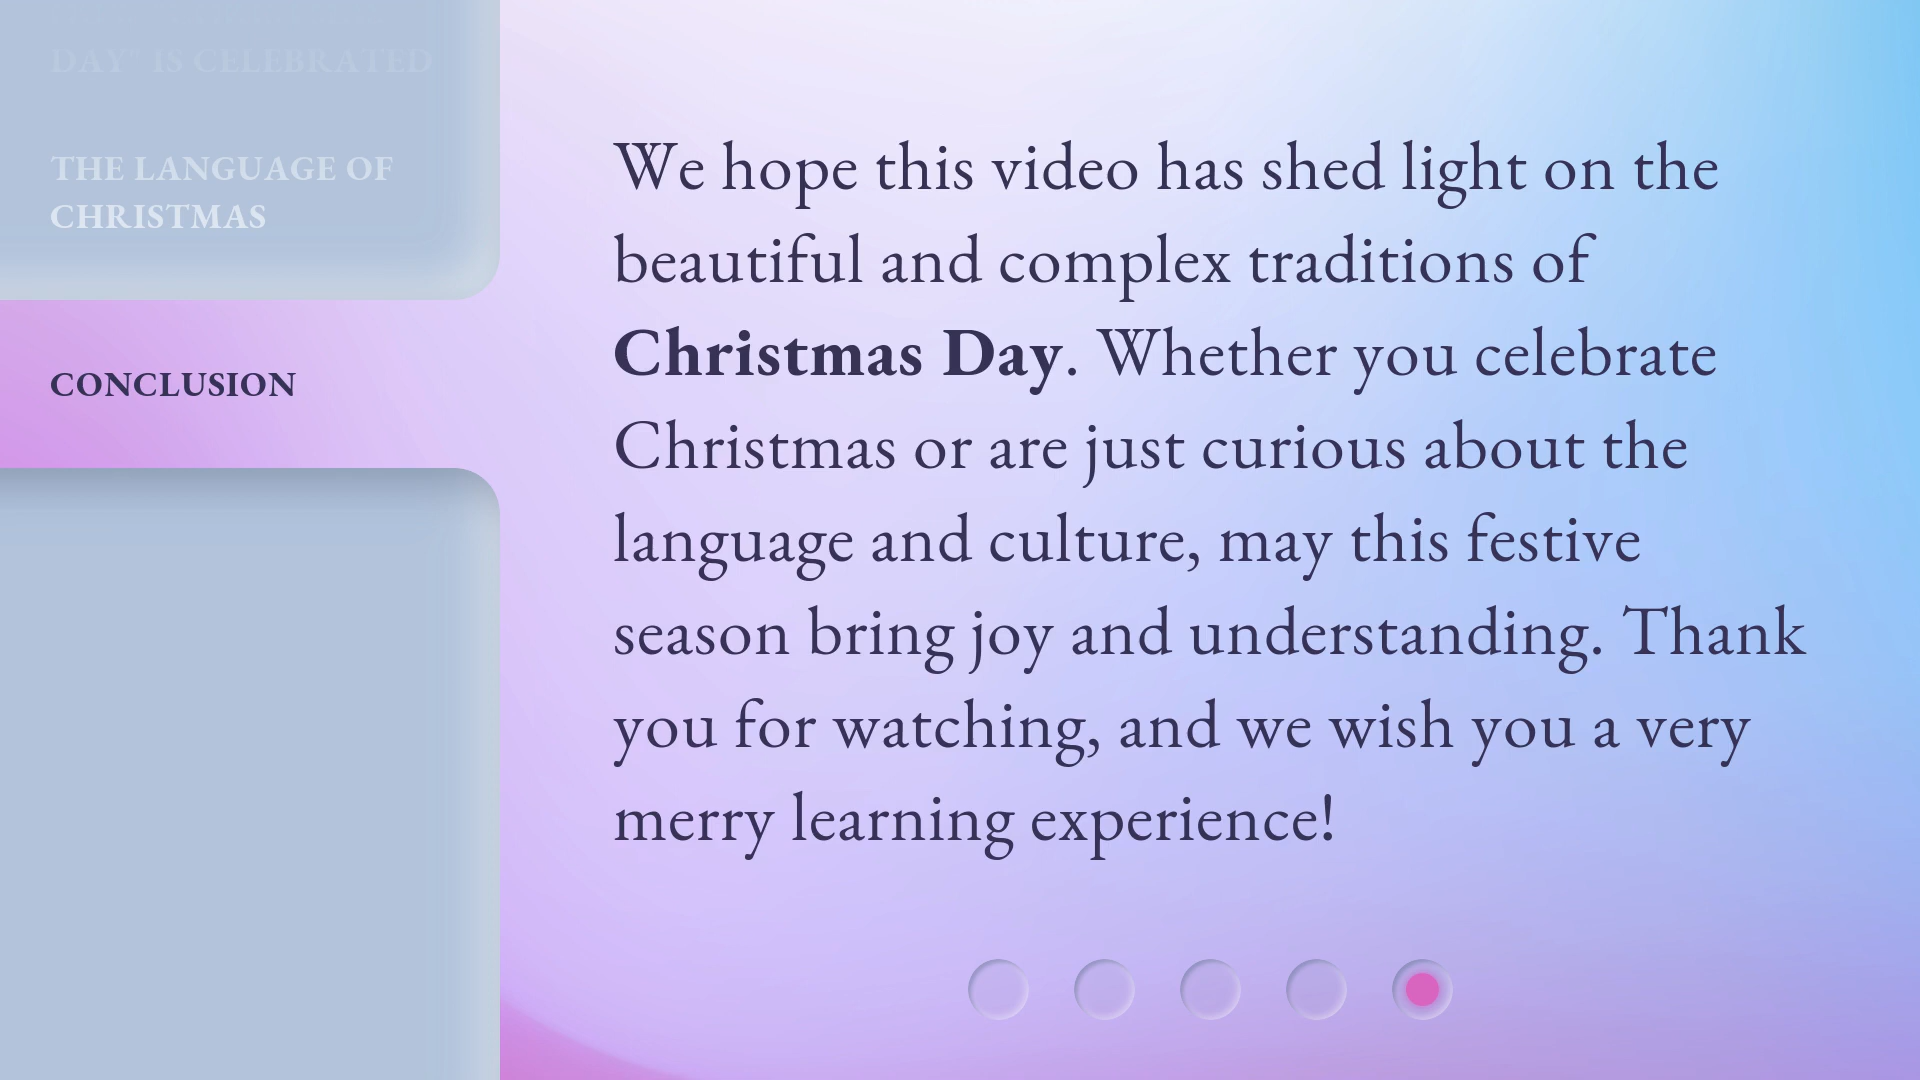 DAY" IS CELEBRATED
THE LANGUAGE OF
CHRISTMAS
CONCLUSION
We hope this video has shed light on the
beautiful and complex traditions of
Christmas Day. Whether you celebrate
Christmas or are just curious about the
language and culture, may this festive
season bring joy and understanding. Thank
you for watching, and we wish you a very
merry learning experience!